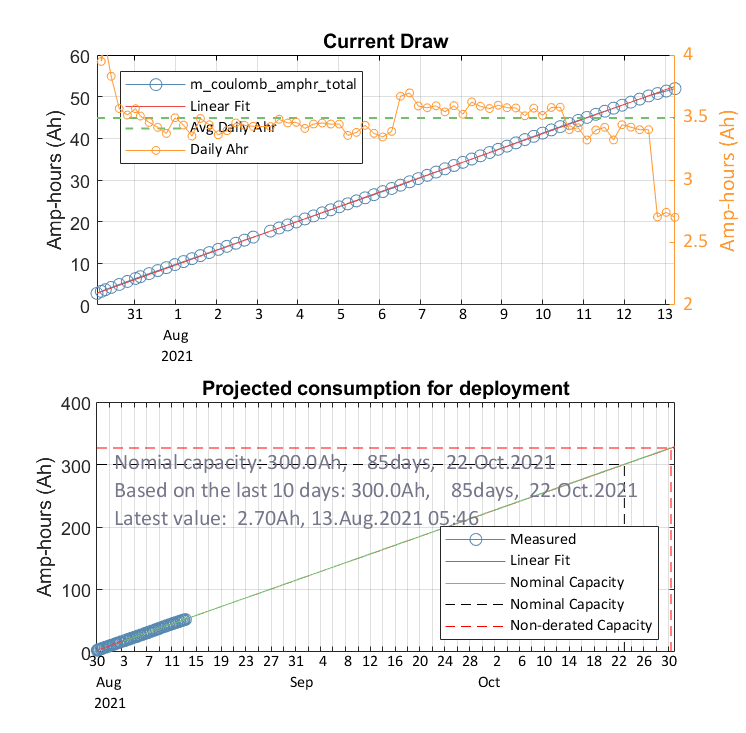 Current Draw
60
50
40
30
20
10
0
Amp-hours (Ah)
m_coulomb_amphr_total
Linear Fit
Avg Daily Ahr
Daily Ahr
4
3.5
3
2.5
2
Amp-hours (Ah)
31 1 2 3 4 5 6 7 8 9 10 11 12 13
Aug
2021
Projected consumption for deployment
400
300
200
100
0
Amp-hours (Ah)
Nomial capacity: 300.0Ah, 85days, 22.Oct.2021
Based on the last 10 days: 300.0Ah, 85days, 22.Oct.2021
Latest value: 2.70Ah, 13.Aug.2021 05:46
Measured
Linear Fit
Nominal Capacity
Nominal Capacity
Non-derated Capacity
30 3 7 11 15 19 23 27 31 4 8 12 16 20 24 28 2 6 10 14 18 22 26 30
Aug Sep Oct
2021